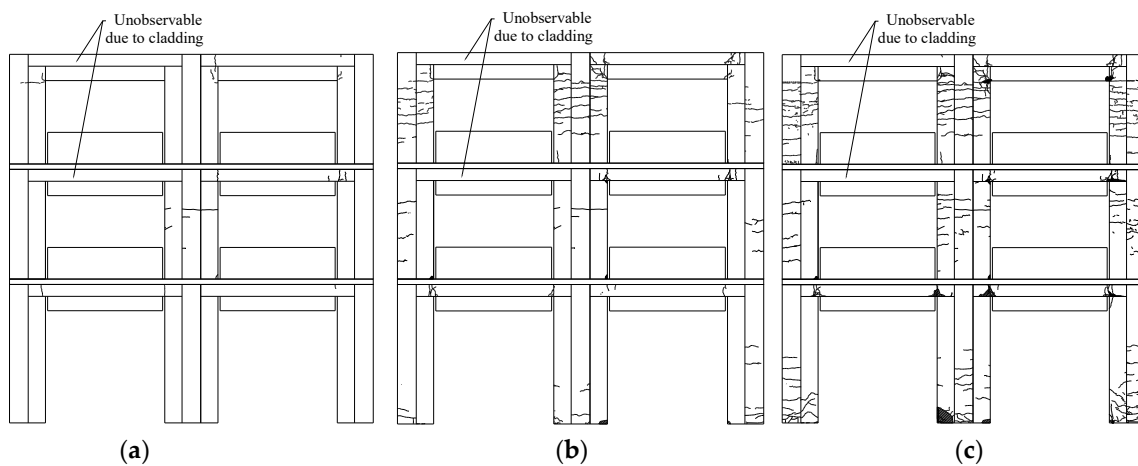 Unobservable
due to cladding
Unobservable
due to cladding
Unobservable
due to cladding
(a)
(b)
(c)